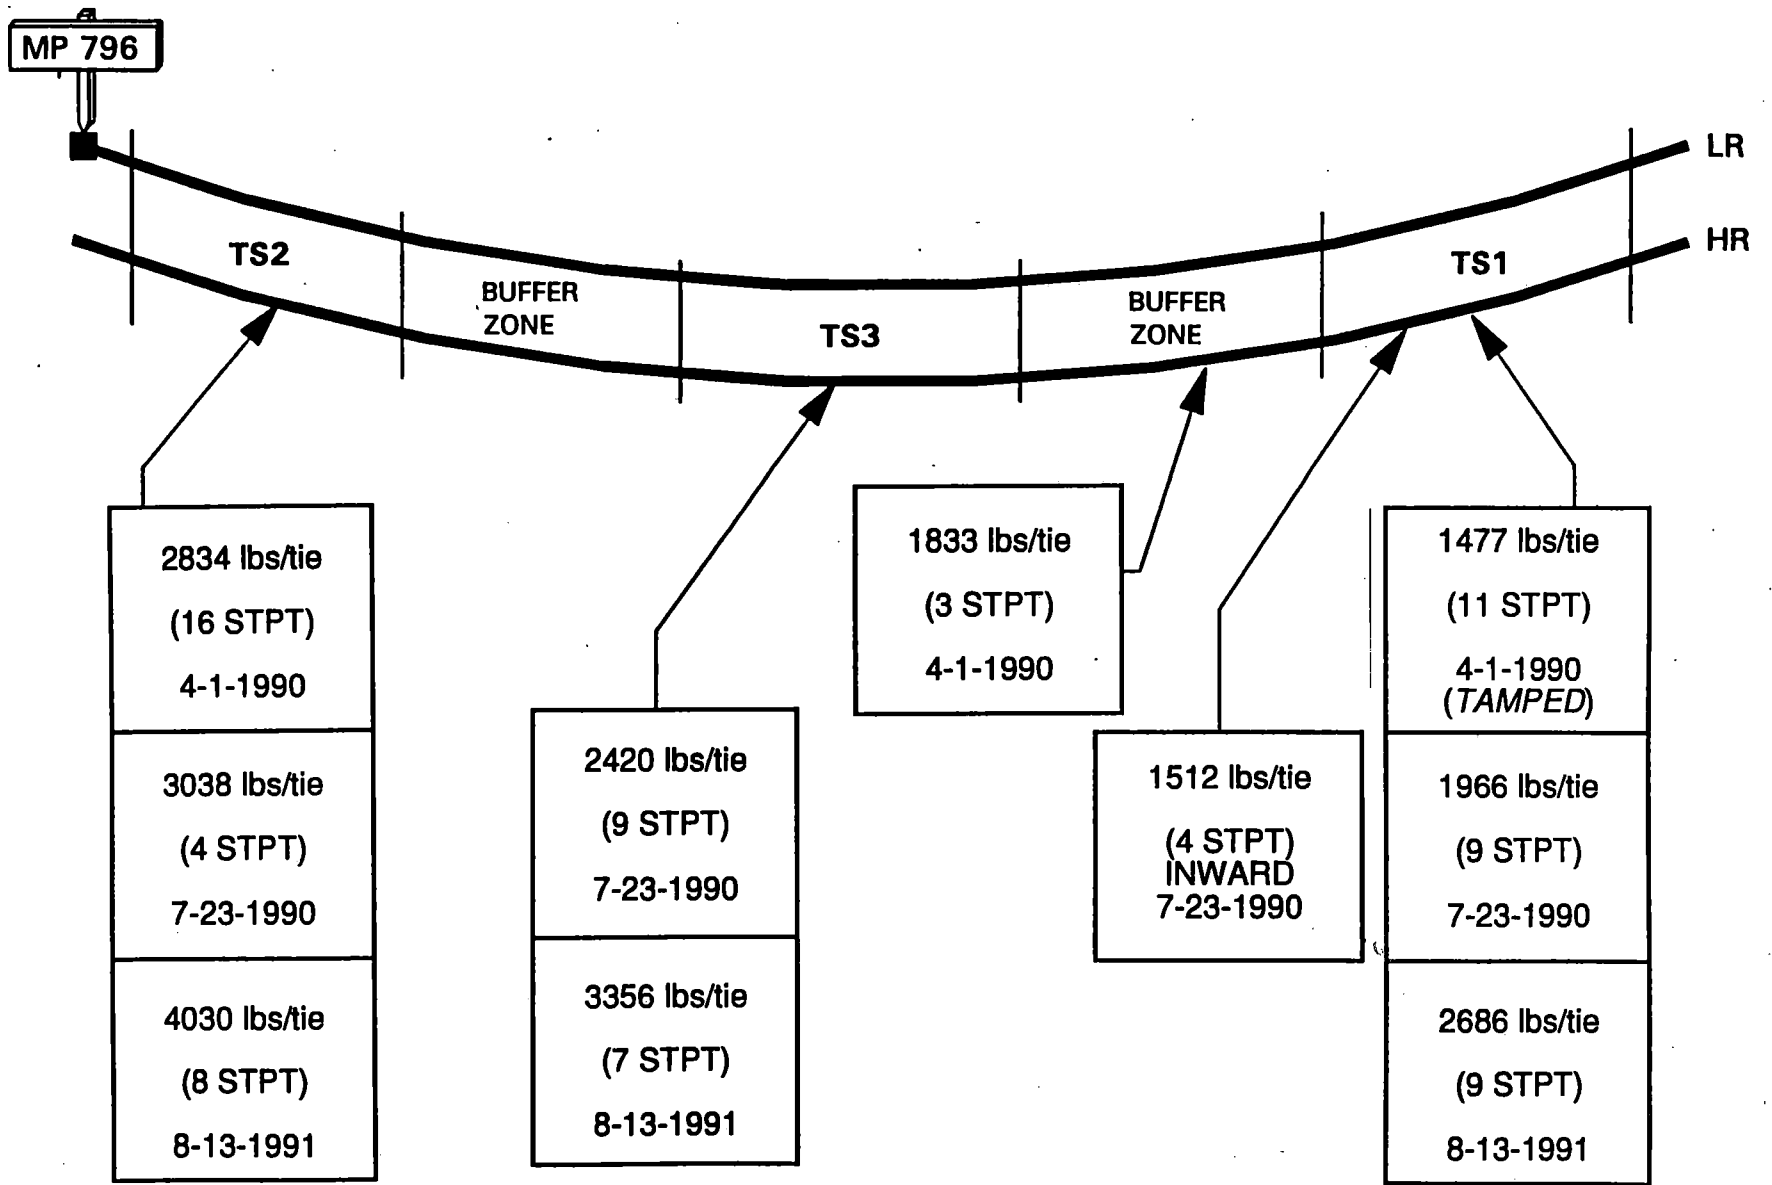 MP 796
LR
HR
TS2
BUFFER
ZONE
TS3
BUFFER
ZONE
TS1
2834 lbs/tie
(16 STPT)
4-1-1990
3038 lbs/tie
(4 STPT)
7-23-1990
4030 lbs/tie
(8 STPT)
8-13-1991
2420 lbs/tie
(9 STPT)
7-23-1990
3356 lbs/tie
(7 STPT)
8-13-1991
1833 lbs/tie
(3 STPT)
4-1-1990
1512 lbs/tie
(4 STPT)
INWARD
7-23-1990
1477 lbs/tie
(11 STPT)
4-1-1990
(TAMPED)
1966 lbs/tie
(9 STPT)
7-23-1990
2686 lbs/tie
(9 STPT)
8-13-1991